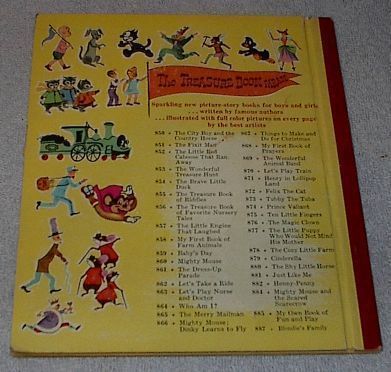 The TREASURE BOOK
Sparkling new picture-story books for boys and girls
. . . written by famous authors
. . . illustrated with full color pictures on every page
by the best artists
850 • The City Boy and the
Country Horse
851 • The Fixit Man
852 • The Little Red
Caboose That Ran
Away
853 • The Wonderful
Treasure Hunt
854 • The Brave Little
Duck
855 • The Treasure Book
of Riddles
856 • The Treasure Book
of Favorite Nursery
Tales
857 • The Little Engine
That Laughed
858 • My First Book of
Farm Animals
859 • Baby's Day
860 • Mighty Mouse
861 • The Dress-Up
Parade
862 • Let's Take a Ride
863 • Let's Play Nurse
and Doctor
864 • Who Am I?
865 • The Merry Mailman
866 • Mighty Mouse;
Dinky Learns to Fly
Things to Make and
Do for Christmas
868 • My First Book of
Prayers
869 • The Wonderful
Animal Band
870 • Let's Play Train
871 • Henry in Lollipop
Land
872 • Felix The Cat
873 • Tubby The Tuba
874 • Prince Valiant
875 • Ten Little Fingers
876 • The Magic Clown
877 • The Little Puppy
Who Would Not Mind
His Mother
878 • The Cozy Little Farm
879 • Cinderella
880 • The Shy Little Horse
881 • Just Like Me
882 • Henny-Penny
884 • Mighty Mouse and
the Scared
Scarecrow
885 • My Own Book of
Fun and Play
887 • Blondie's Family